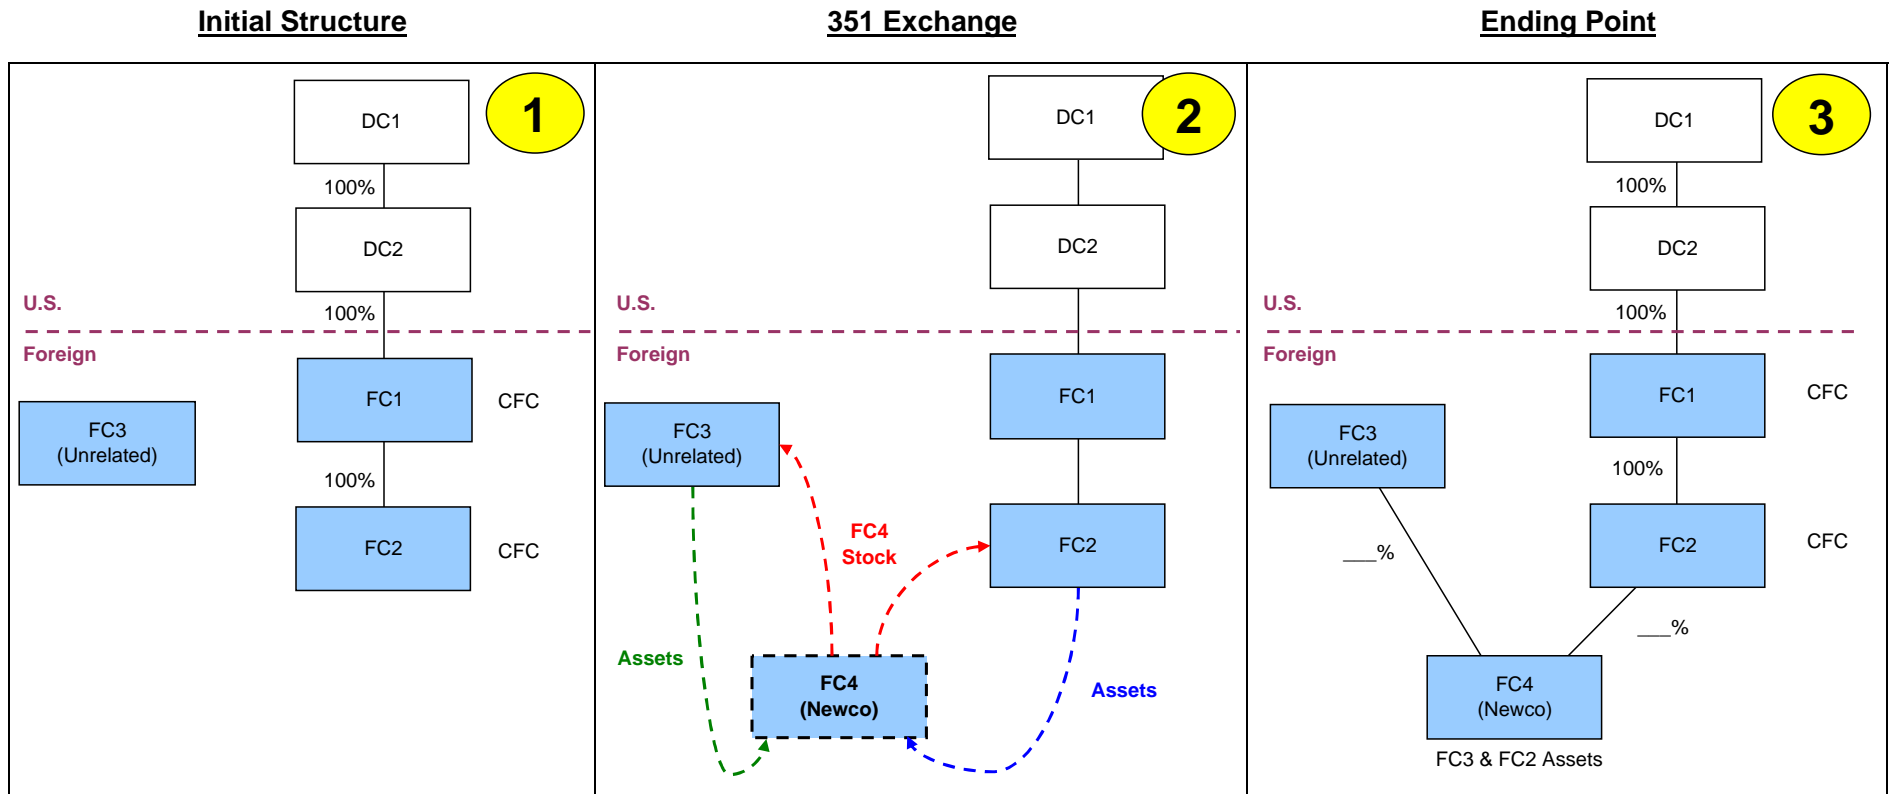 Initial Structure
351 Exchange
Ending Point
DC1
1
100%
DC2
U.S.
100%
Foreign
FC1
CFC
FC3
(Unrelated)
100%
FC2
CFC
DC1
2
DC2
U.S.
Foreign
FC1
FC3
(Unrelated)
FC4
Stock
FC2
Assets
FC4
(Newco)
Assets
DC1
3
100%
DC2
U.S.
100%
Foreign
FC1
CFC
FC3
(Unrelated)
100%
FC2
CFC
___%
___%
FC4
(Newco)
FC3 & FC2 Assets